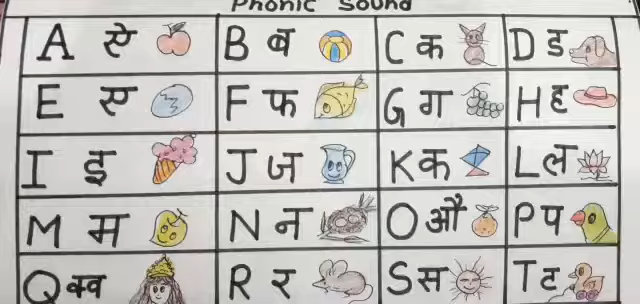 Phonic Sound
A ऐ B ब C क D ड
E ए F फ G ग H ह
I इ J ज K क L ल
M म N न O औ P प
Q क्व R र S स T ट